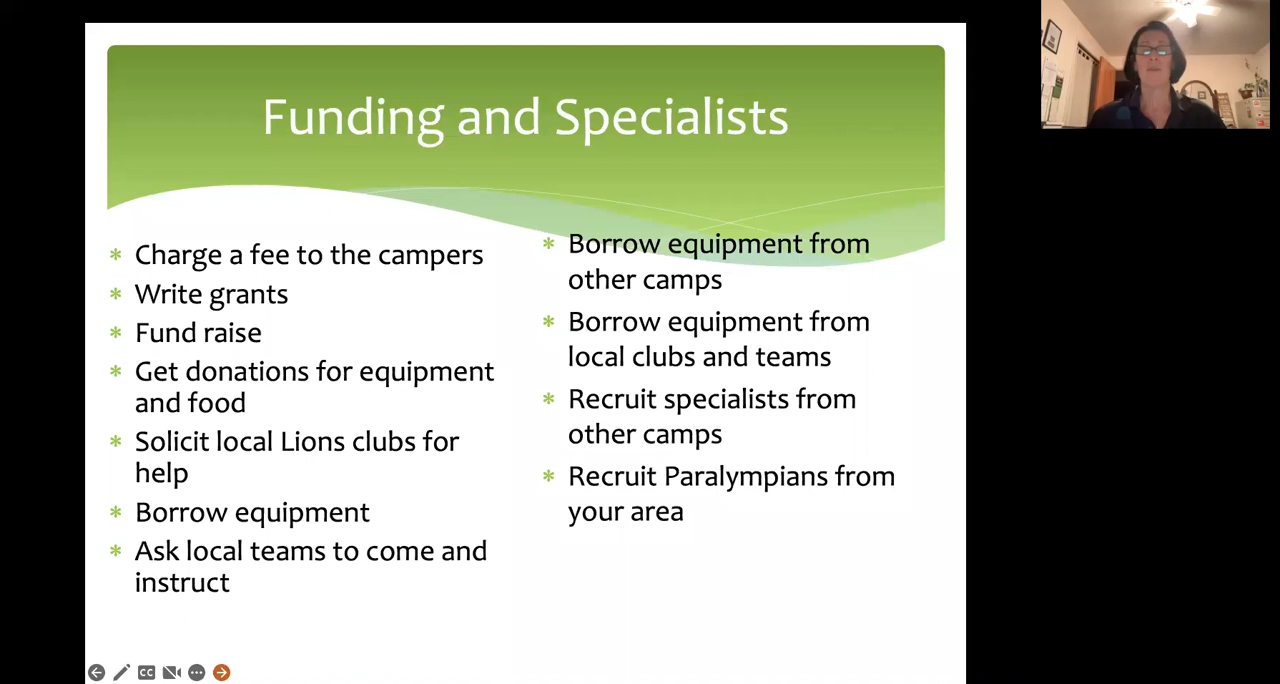 Funding and Specialists
* Charge a fee to the campers
* Write grants
* Fund raise
* Get donations for equipment
and food
* Solicit local Lions clubs for
help
* Borrow equipment
* Ask local teams to come and
instruct
* Borrow equipment from
other camps
* Borrow equipment from
local clubs and teams
* Recruit specialists from
other camps
* Recruit Paralympians from
your area
CC